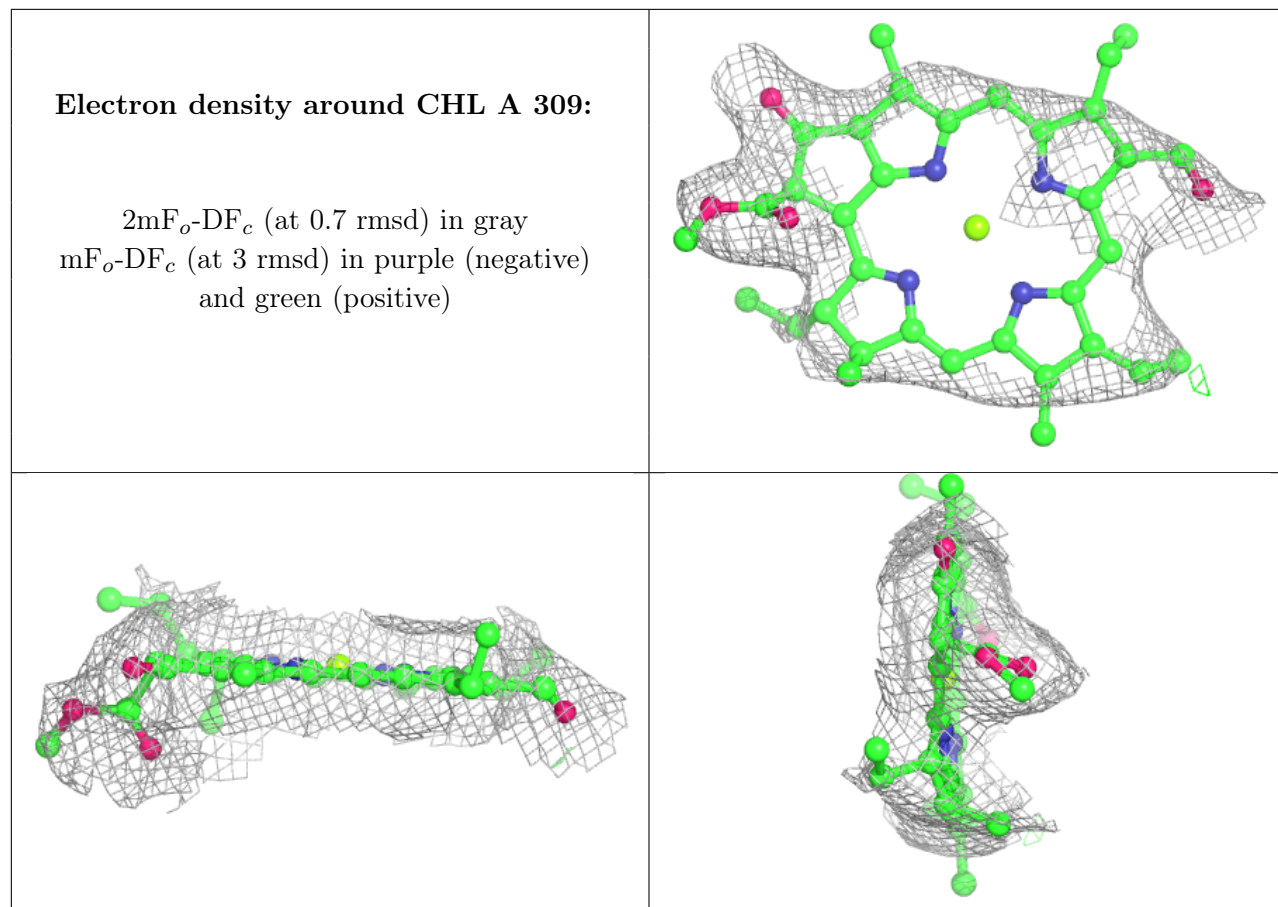 Electron density around CHL A 309:
2mFo-DFc (at 0.7 rmsd) in gray
mFo-DFc (at 3 rmsd) in purple (negative)
and green (positive)